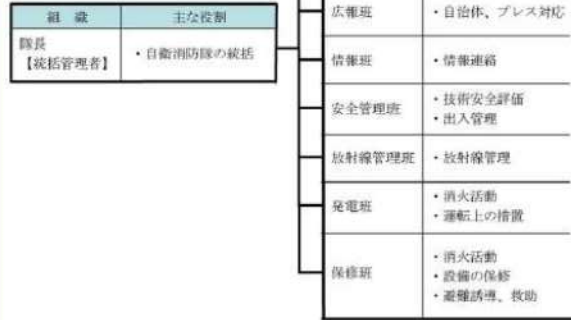 組　織
主な役割
隊長
【統括管理者】
・自衛消防隊の統括
広報班
・自治体、プレス対応
情報班
・情報連絡
安全管理班
・技術安全評価
・出入管理
放射線管理班
・放射線管理
発電班
・消火活動
・運転上の措置
保修班
・消火活動
・設備の保修
・避難誘導、救助